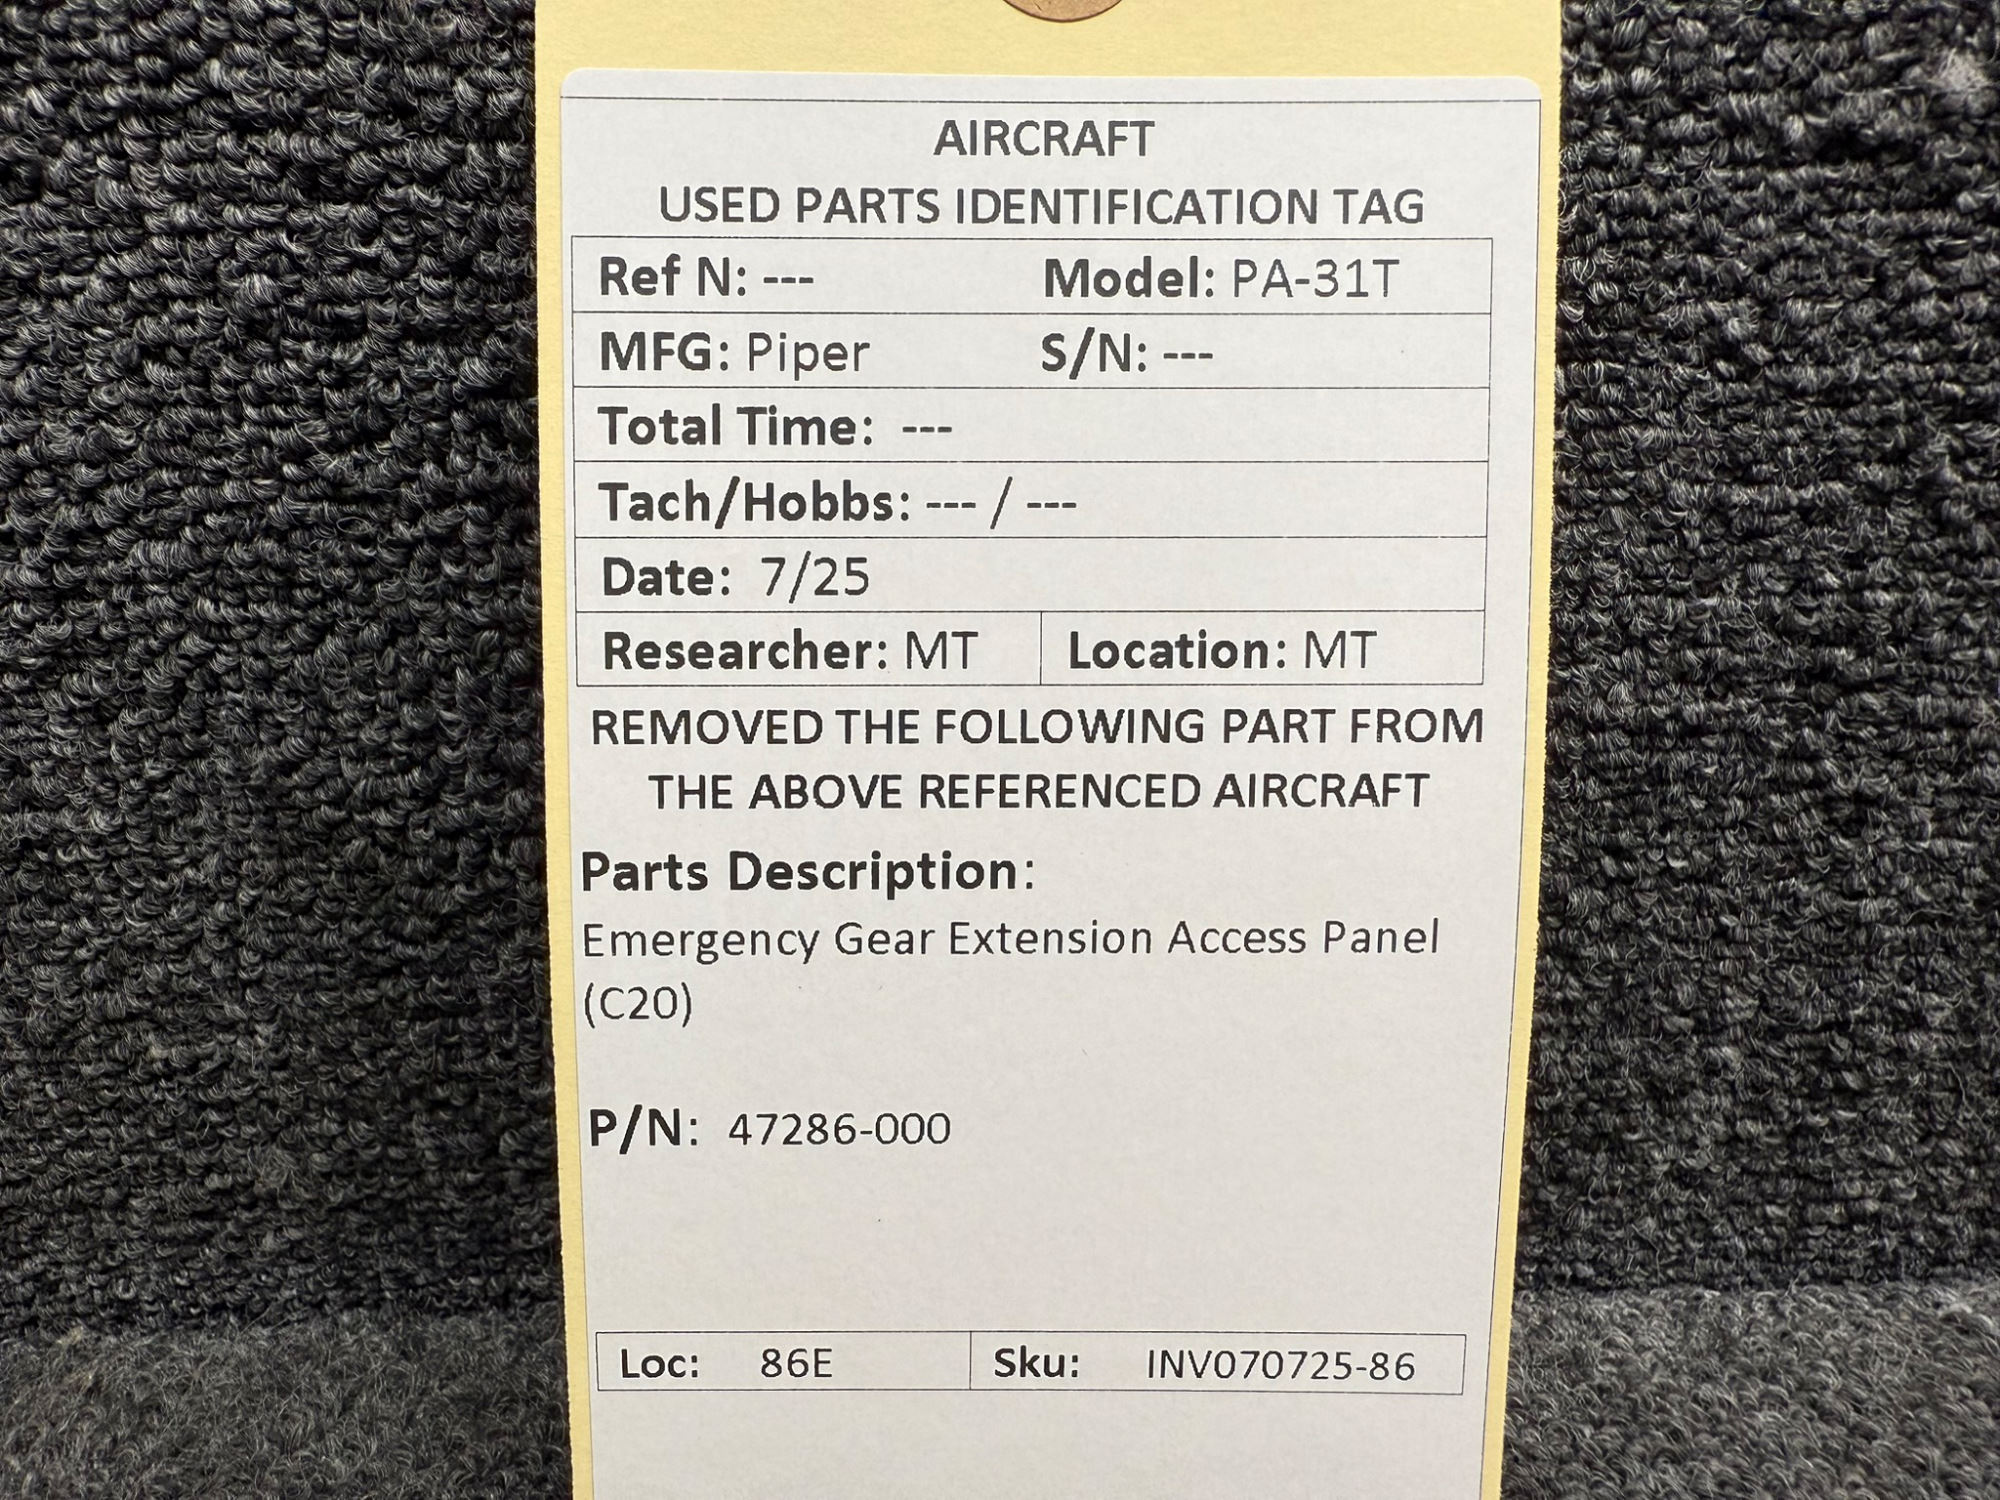 AIRCRAFT
USED PARTS IDENTIFICATION TAG
Ref N: --- Model: PA-31T
MFG: Piper S/N: ---
Total Time: ---
Tach/Hobbs: --- / ---
Date: 7/25
Researcher: MT Location: MT
REMOVED THE FOLLOWING PART FROM
THE ABOVE REFERENCED AIRCRAFT
Parts Description:
Emergency Gear Extension Access Panel
(C20)
P/N: 47286-000
Loc: 86E Sku: INV070725-86